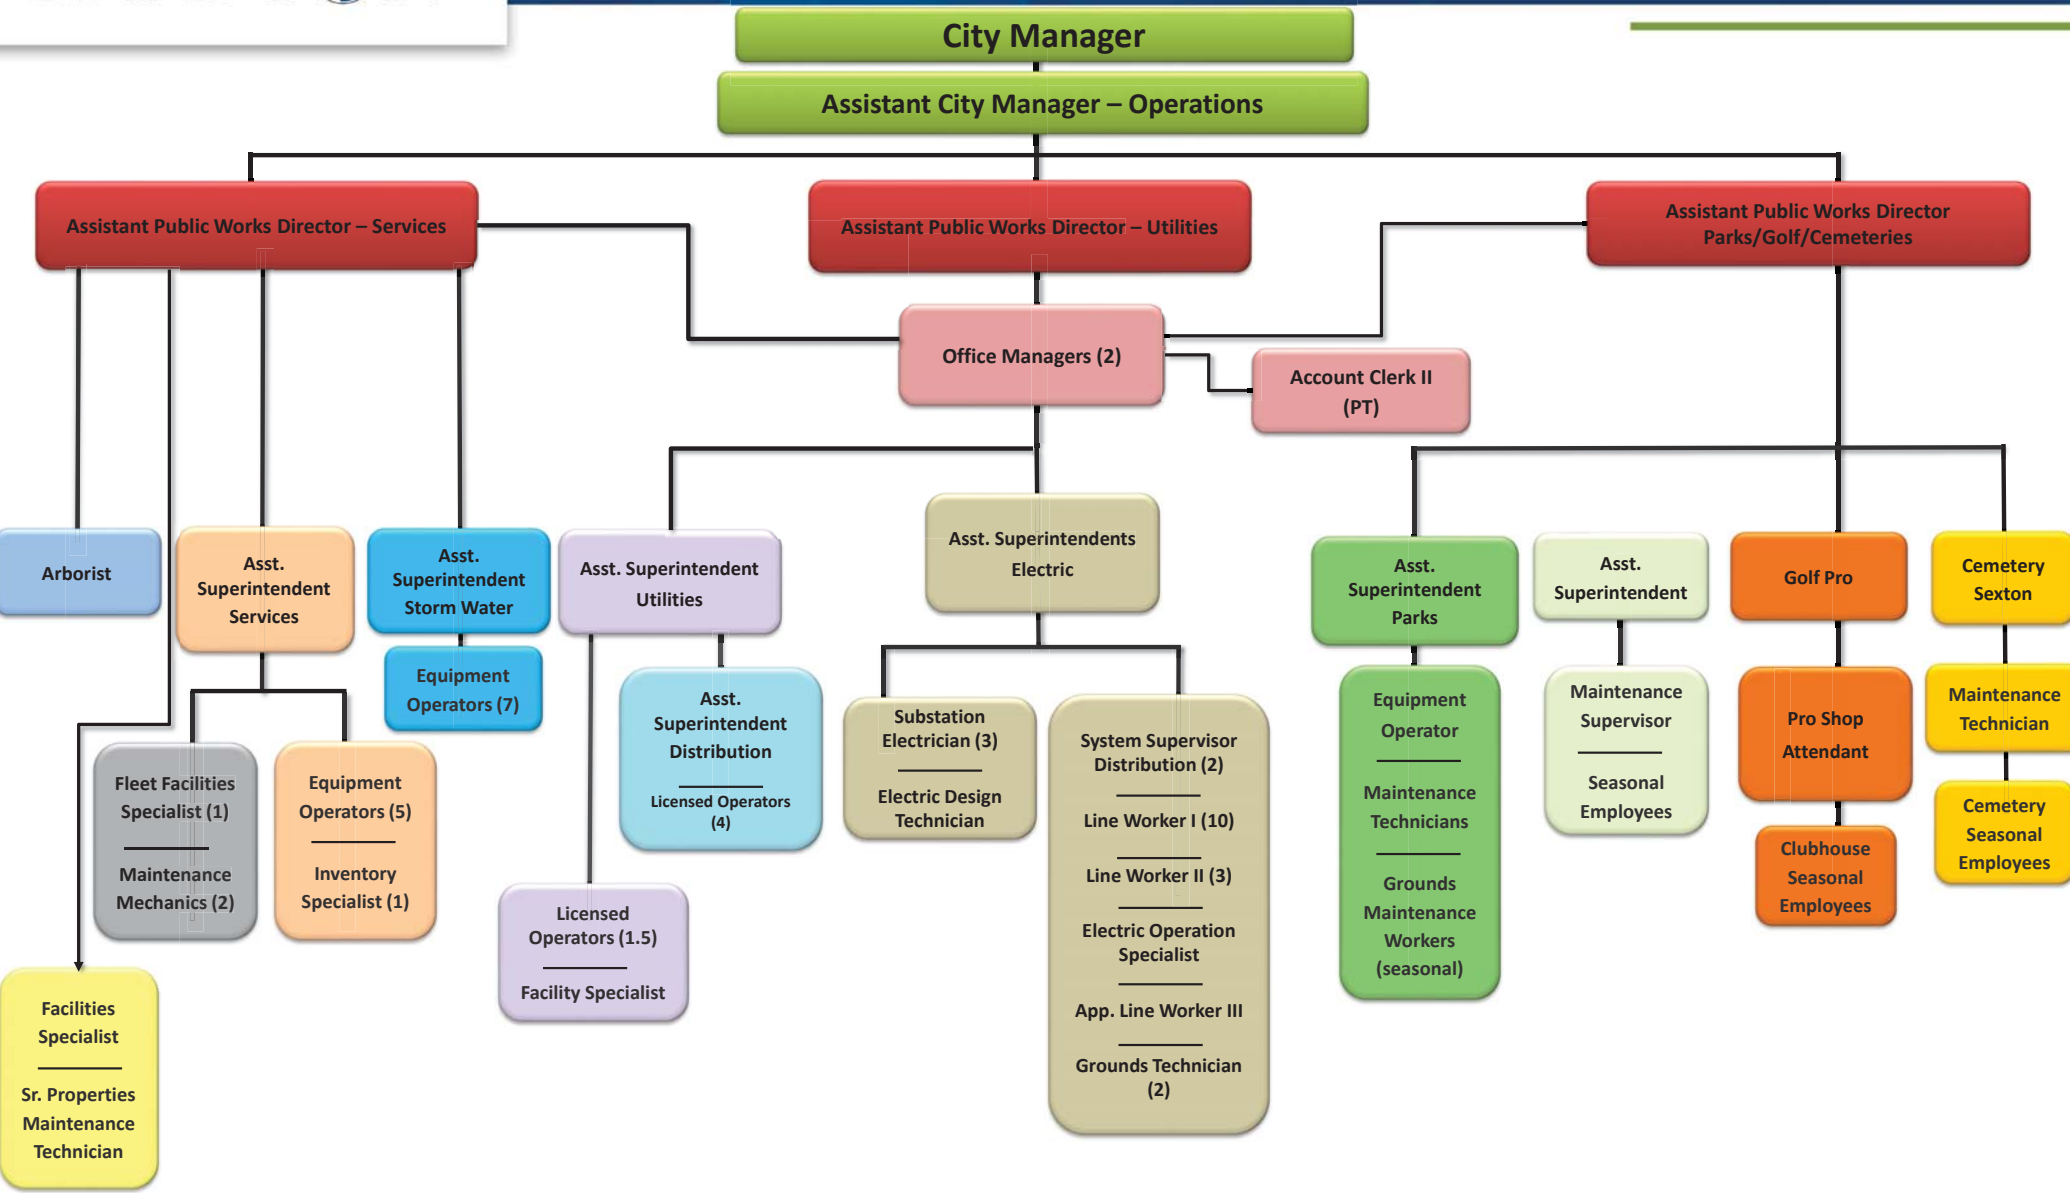 City Manager
Assistant City Manager – Operations
Assistant Public Works Director – Services
Assistant Public Works Director – Utilities
Assistant Public Works Director
Parks/Golf/Cemeteries
Office Managers (2)
Account Clerk II
(PT)
Arborist
Asst.
Superintendent
Services
Asst.
Superintendent
Storm Water
Equipment
Operators (7)
Asst. Superintendent
Utilities
Asst. Superintendents
Electric
Asst.
Superintendent
Parks
Asst.
Superintendent
Golf Pro
Cemetery
Sexton
Fleet Facilities
Specialist (1)
Maintenance
Mechanics (2)
Equipment
Operators (5)
Inventory
Specialist (1)
Asst.
Superintendent
Distribution
Licensed Operators
(4)
Substation
Electrician (3)
Electric Design
Technician
System Supervisor
Distribution (2)
Line Worker I (10)
Line Worker II (3)
Electric Operation
Specialist
App. Line Worker III
Grounds Technician
(2)
Equipment
Operator
Maintenance
Technicians
Grounds
Maintenance
Workers
(seasonal)
Maintenance
Supervisor
Seasonal
Employees
Pro Shop
Attendant
Clubhouse
Seasonal
Employees
Maintenance
Technician
Cemetery
Seasonal
Employees
Licensed
Operators (1.5)
Facility Specialist
Facilities
Specialist
Sr. Properties
Maintenance
Technician